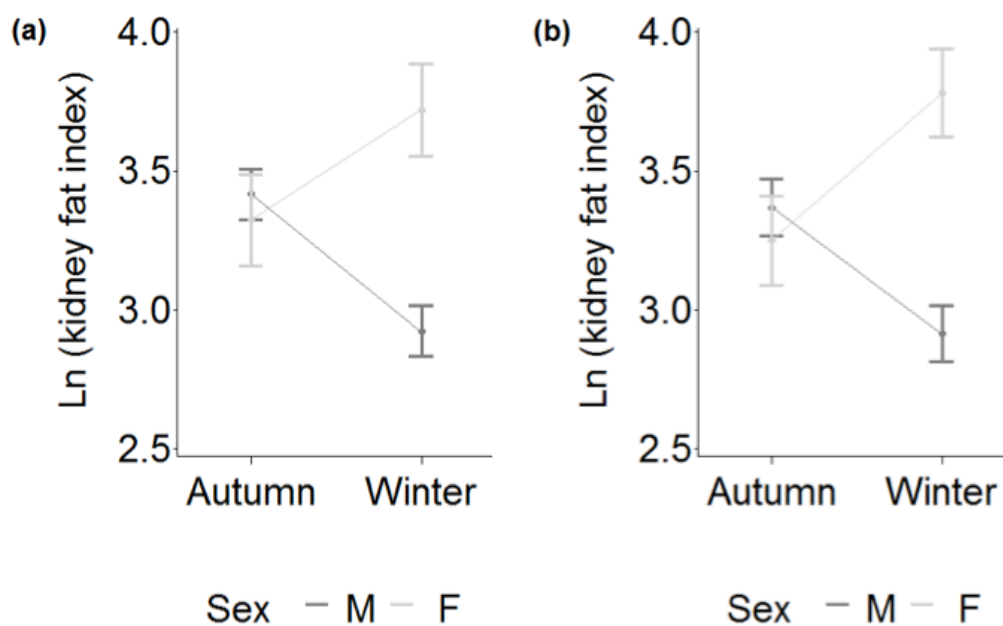 (a)
Ln (kidney fat index)
4.0
3.5
3.0
2.5
Autumn Winter
Sex M F
(b)
Ln (kidney fat index)
4.0
3.5
3.0
2.5
Autumn Winter
Sex M F